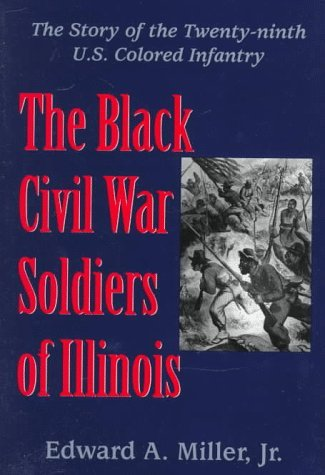 The Story of the Twenty-ninth
U.S. Colored Infantry
The Black
Civil War
Soldiers
of Illinois
Edward A. Miller, Jr.